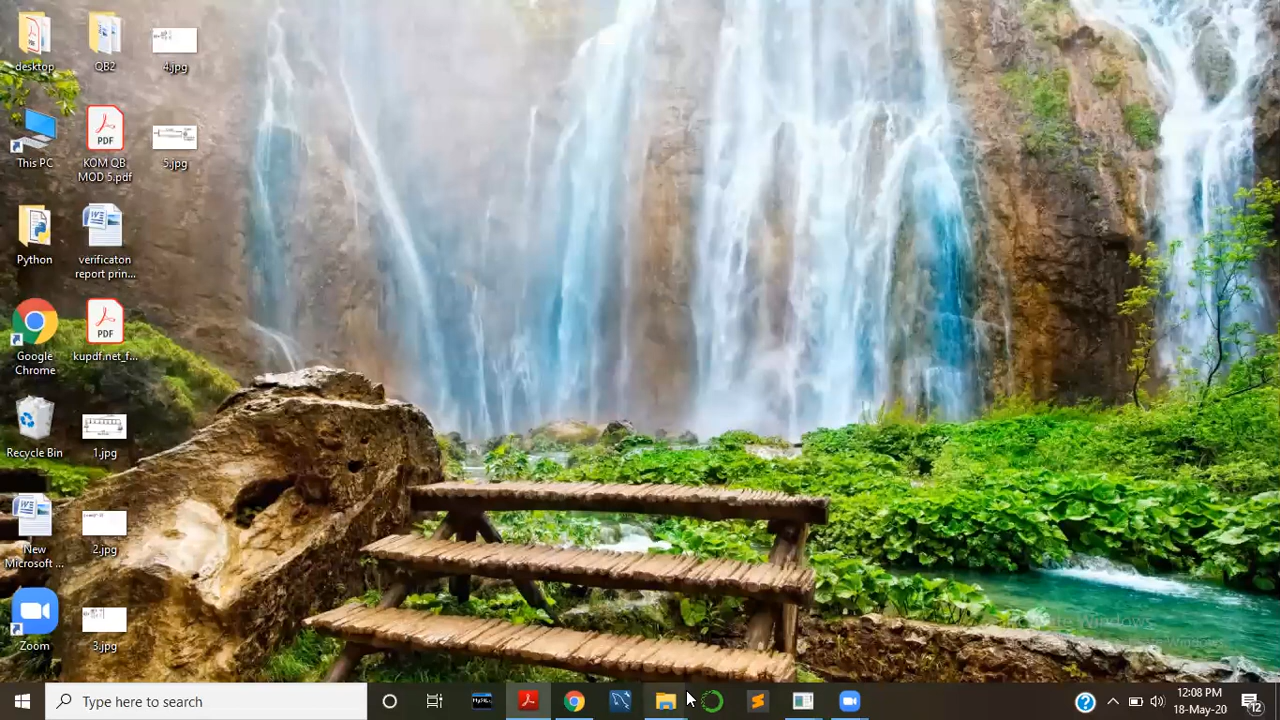 desktop
QB2
4.jpg
This PC
KOM QB
MOD 5.pdf
5.jpg
Python
verificaton
report prin...
Google
Chrome
kupdf.net_f...
Recycle Bin
1.jpg
New
Microsoft ...
2.jpg
Zoom
3.jpg
Type here to search
12:08 PM
18-May-20
12
PDF
PDF